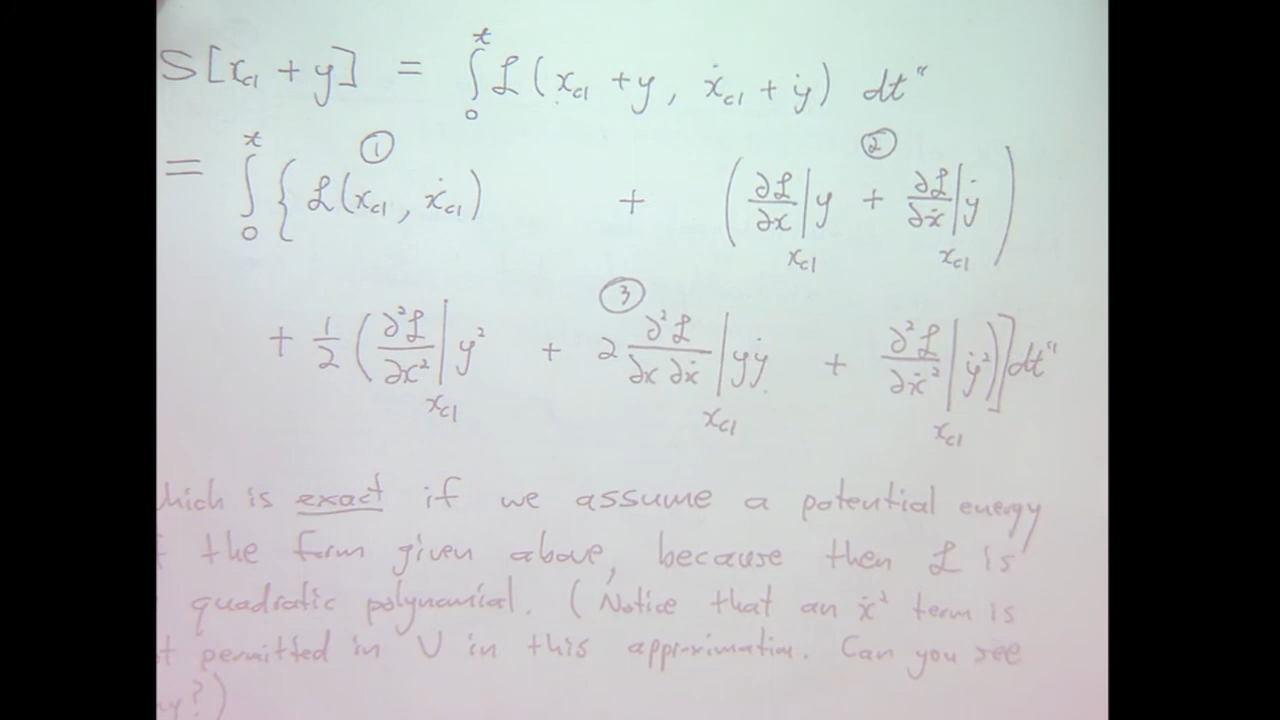 S[x_cl + y] = ∫₀ᵗ ℒ(x_cl + y, ẋ_cl + ẏ) dt"
= ∫₀ᵗ { ① ℒ(x_cl, ẋ_cl) + ② (∂ℒ/∂x|_x_cl y + ∂ℒ/∂ẋ|_x_cl ẏ)
+ ½ ③ (∂²ℒ/∂x²|_x_cl y² + 2 ∂²ℒ/∂x∂ẋ|_x_cl yẏ + ∂²ℒ/∂ẋ²|_x_cl ẏ²)] dt"
hich is exact if we assume a potential energy
f the form given above, because then ℒ is
quadratic polynomial. (Notice that an ẋ² term is
t permitted in V in this approximation. Can you see
hy?)